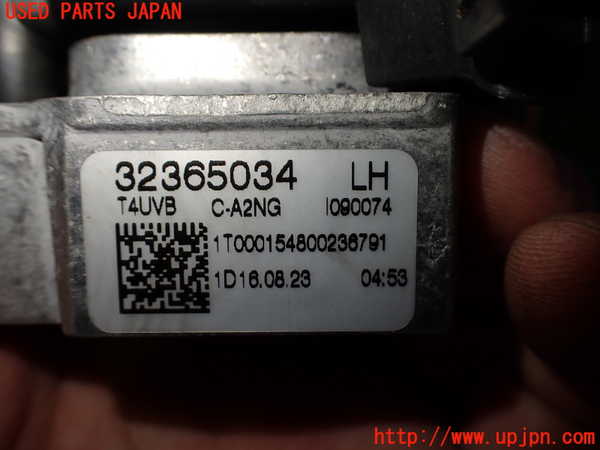 USED PARTS JAPAN
32365034 LH
T4UVB C-A2NG I090074
1T000154800236791
1D16.08.23 04:53
http://www.upjpn.com/